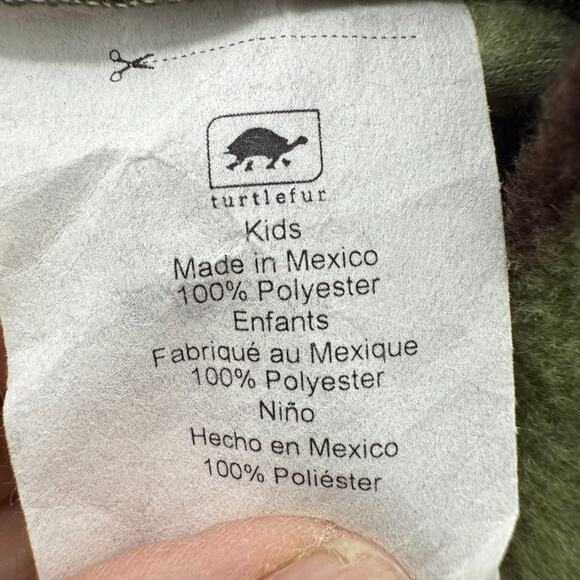 turtlefur
Kids
Made in Mexico
100% Polyester
Enfants
Fabriqué au Mexique
100% Polyester
Niño
Hecho en Mexico
100% Poliéster